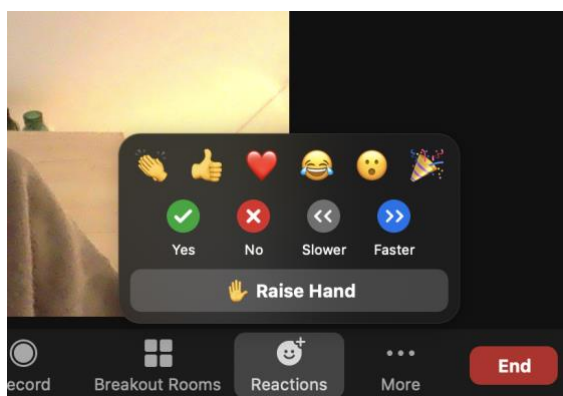 Yes No Slower Faster
Raise Hand
ecord Breakout Rooms Reactions More End